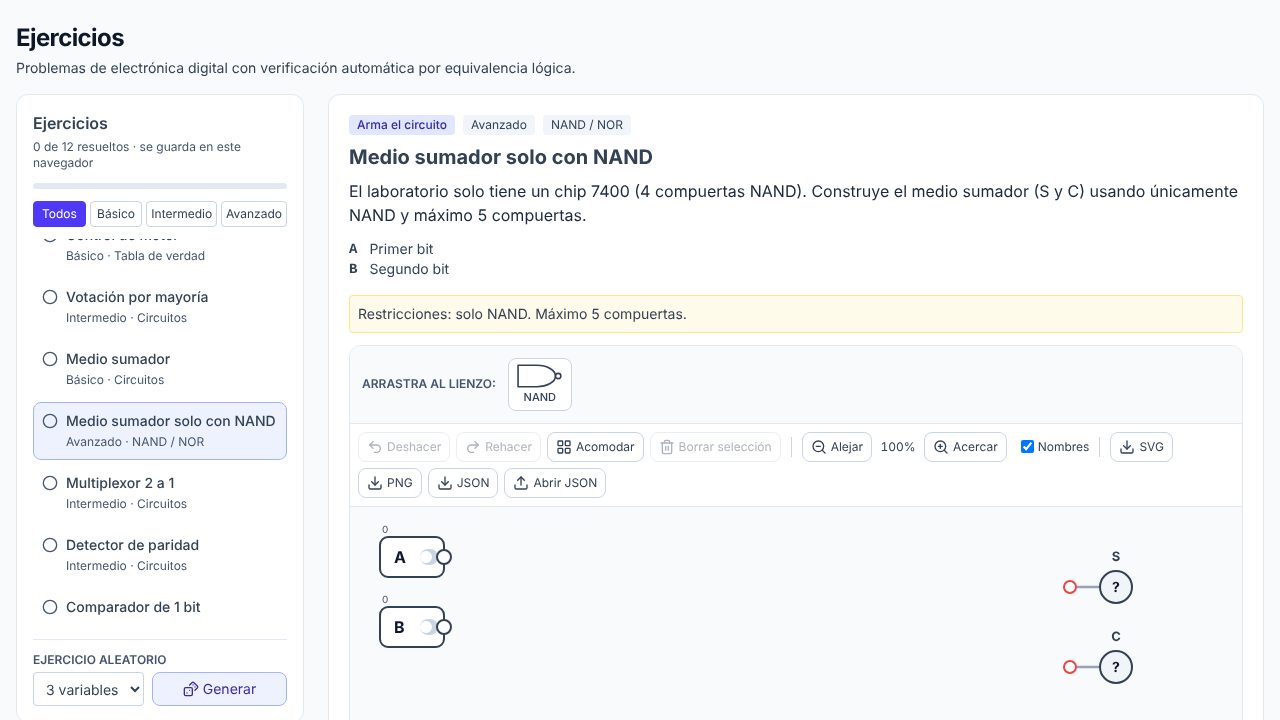 Ejercicios
Problemas de electrónica digital con verificación automática por equivalencia lógica.
Ejercicios
0 de 12 resueltos · se guarda en este
navegador
Todos
Básico
Intermedio
Avanzado
Básico · Tabla de verdad
Votación por mayoría
Intermedio · Circuitos
Medio sumador
Básico · Circuitos
Medio sumador solo con NAND
Avanzado · NAND / NOR
Multiplexor 2 a 1
Intermedio · Circuitos
Detector de paridad
Intermedio · Circuitos
Comparador de 1 bit
EJERCICIO ALEATORIO
3 variables
Generar
Arma el circuito
Avanzado
NAND / NOR
Medio sumador solo con NAND
El laboratorio solo tiene un chip 7400 (4 compuertas NAND). Construye el medio sumador (S y C) usando únicamente
NAND y máximo 5 compuertas.
A Primer bit
B Segundo bit
Restricciones: solo NAND. Máximo 5 compuertas.
ARRASTRA AL LIENZO:
NAND
Deshacer
Rehacer
Acomodar
Borrar selección
Alejar
100%
Acercar
Nombres
SVG
PNG
JSON
Abrir JSON
0
A
0
B
S
?
C
?